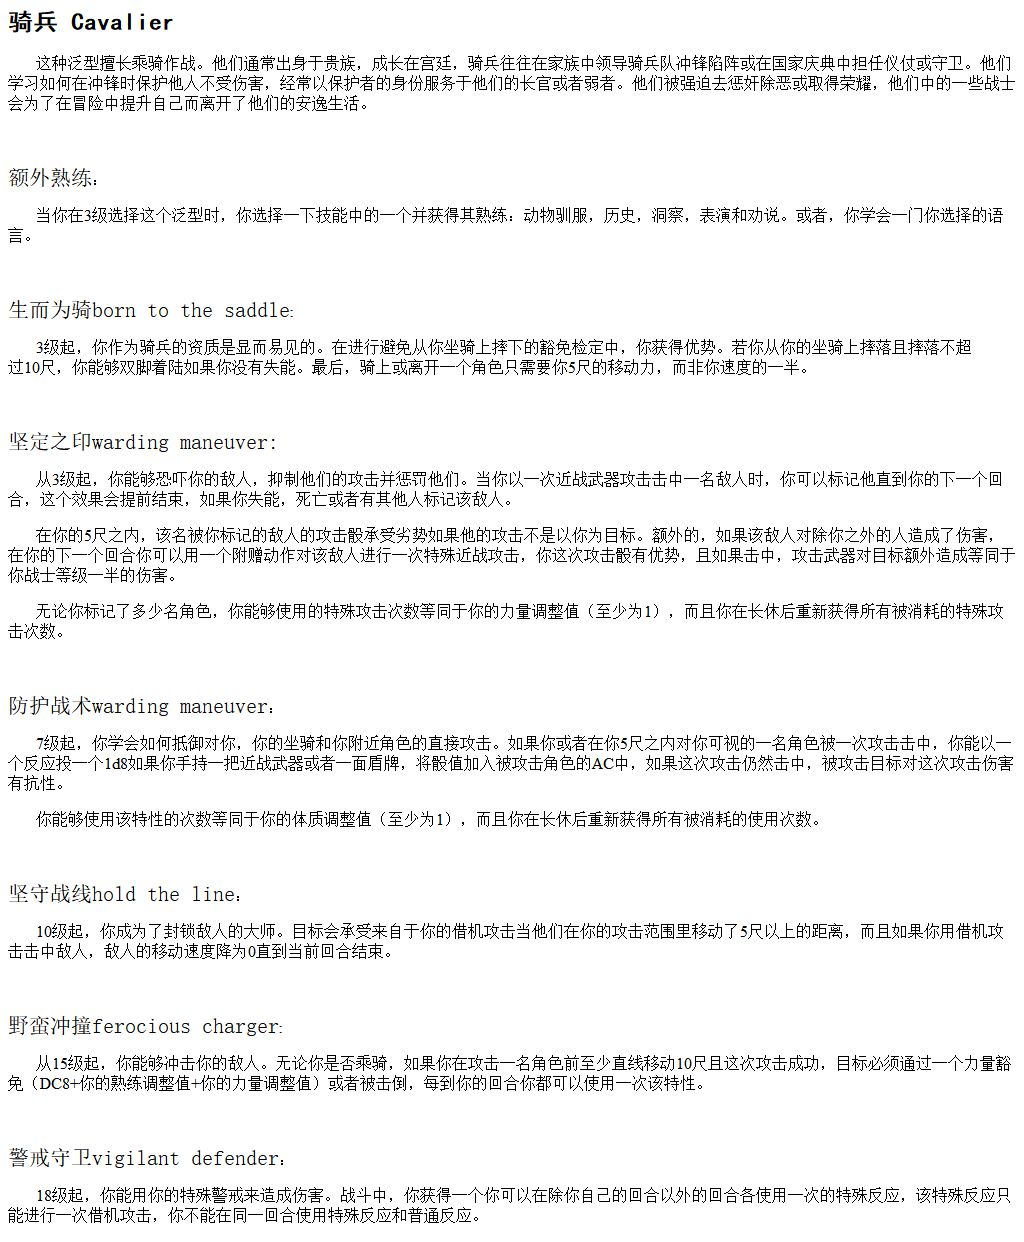 骑兵 Cavalier
这种泛型擅长乘骑作战。他们通常出身于贵族，成长在宫廷，骑兵往往在家族中领导骑兵队冲锋陷阵或在国家庆典中担任仪仗或守卫。他们
学习如何在冲锋时保护他人不受伤害，经常以保护者的身份服务于他们的长官或者弱者。他们被强迫去惩奸除恶或取得荣耀，他们中的一些战士
会为了在冒险中提升自己而离开了他们的安逸生活。
额外熟练：
当你在3级选择这个泛型时，你选择一下技能中的一个并获得其熟练：动物驯服，历史，洞察，表演和劝说。或者，你学会一门你选择的语
言。
生而为骑born to the saddle:
3级起，你作为骑兵的资质是显而易见的。在进行避免从你坐骑上摔下的豁免检定中，你获得优势。若你从你的坐骑上摔落且摔落不超
过10尺，你能够双脚着陆如果你没有失能。最后，骑上或离开一个角色只需要你5尺的移动力，而非你速度的一半。
坚定之印warding maneuver:
从3级起，你能够恐吓你的敌人，抑制他们的攻击并惩罚他们。当你以一次近战武器攻击击中一名敌人时，你可以标记他直到你的下一个回
合，这个效果会提前结束，如果你失能，死亡或者有其他人标记该敌人。
在你的5尺之内，该名被你标记的敌人的攻击骰承受劣势如果他的攻击不是以你为目标。额外的，如果该敌人对除你之外的人造成了伤害，
在你的下一个回合你可以用一个附赠动作对该敌人进行一次特殊近战攻击，你这次攻击骰有优势，且如果击中，攻击武器对目标额外造成等同于
你战士等级一半的伤害。
无论你标记了多少名角色，你能够使用的特殊攻击次数等同于你的力量调整值（至少为1），而且你在长休后重新获得所有被消耗的特殊攻
击次数。
防护战术warding maneuver：
7级起，你学会如何抵御对你，你的坐骑和你附近角色的直接攻击。如果你或者在你5尺之内对你可视的一名角色被一次攻击击中，你能以一
个反应投一个1d8如果你手持一把近战武器或者一面盾牌，将骰值加入被攻击角色的AC中，如果这次攻击仍然击中，被攻击目标对这次攻击伤害
有抗性。
你能够使用该特性的次数等同于你的体质调整值（至少为1），而且你在长休后重新获得所有被消耗的使用次数。
坚守战线hold the line：
10级起，你成为了封锁敌人的大师。目标会承受来自于你的借机攻击当他们在你的攻击范围里移动了5尺以上的距离，而且如果你用借机攻
击击中敌人，敌人的移动速度降为0直到当前回合结束。
野蛮冲撞ferocious charger:
从15级起，你能够冲击你的敌人。无论你是否乘骑，如果你在攻击一名角色前至少直线移动10尺且这次攻击成功，目标必须通过一个力量豁
免（DC8+你的熟练调整值+你的力量调整值）或者被击倒，每到你的回合你都可以使用一次该特性。
警戒守卫vigilant defender：
18级起，你能用你的特殊警戒来造成伤害。战斗中，你获得一个你可以在除你自己的回合以外的回合各使用一次的特殊反应，该特殊反应只
能进行一次借机攻击，你不能在同一回合使用特殊反应和普通反应。